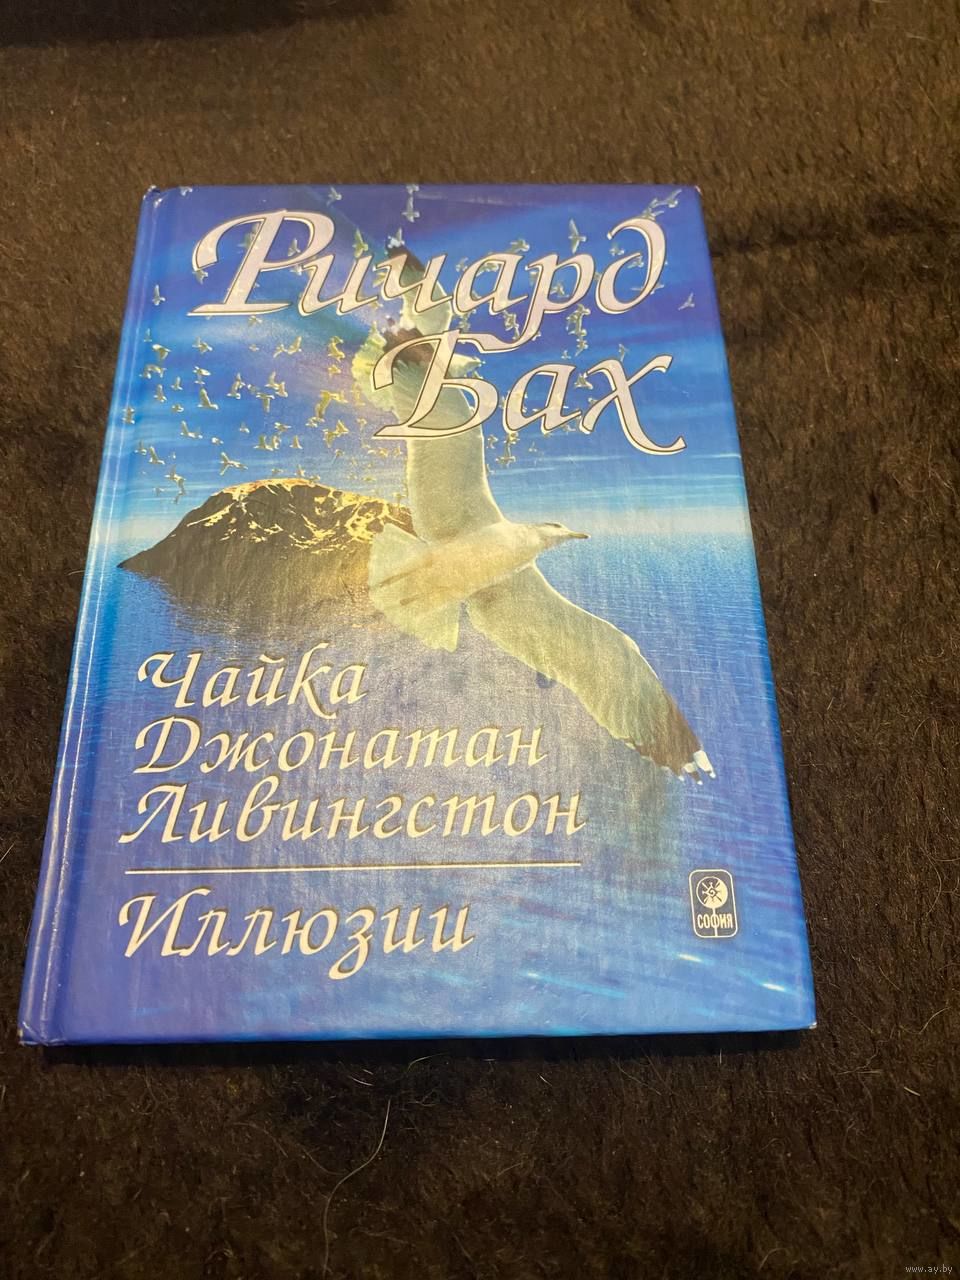 Ричард
Бах
Чайка
Джонатан
Ливингстон
Иллюзии
СОФИЯ
www.ay.by